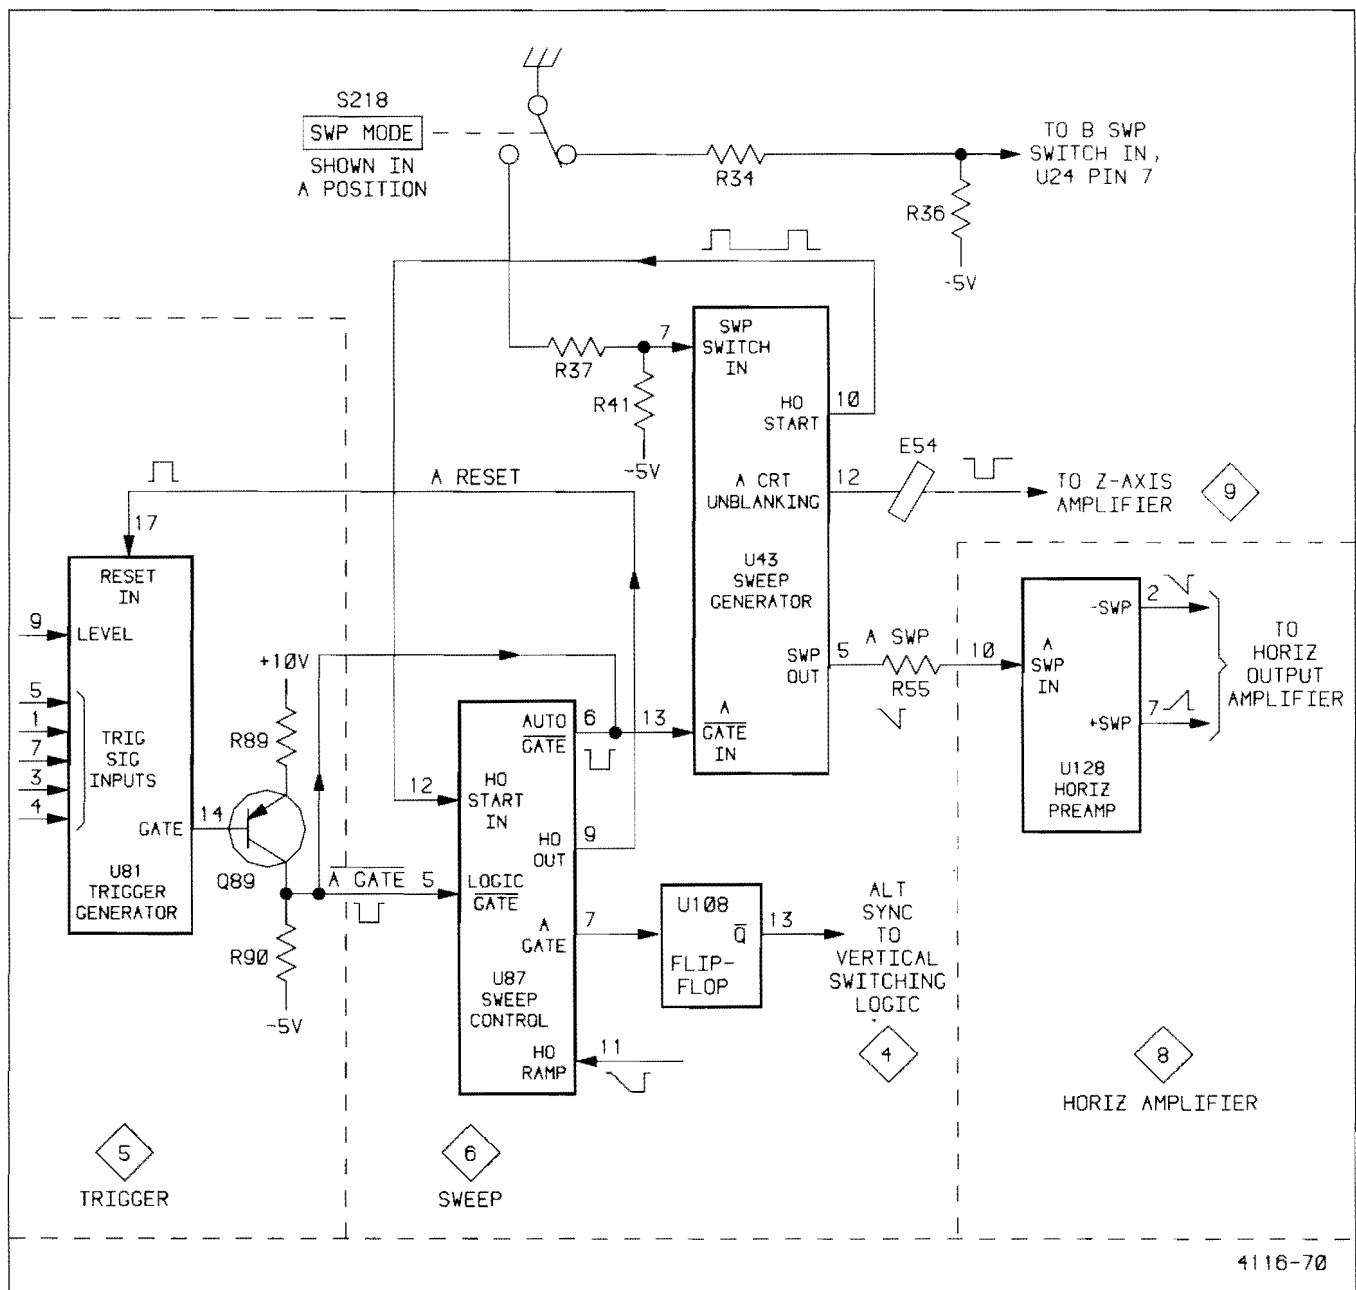 S218
SWP MODE
SHOWN IN
A POSITION
R34
TO B SWP
SWITCH IN,
U24 PIN 7
R36
-5V
7
SWP
SWITCH
IN
R37
R41
-5V
HO
START
10
E54
A CRT
UNBLANKING
12
TO Z-AXIS
AMPLIFIER
9
A RESET
17
RESET
IN
9
LEVEL
U43
SWEEP
GENERATOR
-SWP
2
A SWP
SWP
OUT
5
R55
10
A
SWP
IN
TO
HORIZ
OUTPUT
AMPLIFIER
+10V
5
1
7
3
4
TRIG
SIG
INPUTS
R89
AUTO
GATE
6
13
A
GATE
IN
+SWP
7
U128
HORIZ
PREAMP
12
HO
START
IN
GATE
14
HO
OUT
9
U81
TRIGGER
GENERATOR
Q89
A GATE
5
LOGIC
GATE
U108
Q
13
FLIP-
FLOP
ALT
SYNC
TO
VERTICAL
SWITCHING
LOGIC
A
GATE
7
R90
U87
SWEEP
CONTROL
-5V
HO
RAMP
11
4
8
HORIZ AMPLIFIER
5
TRIGGER
6
SWEEP
4116-70